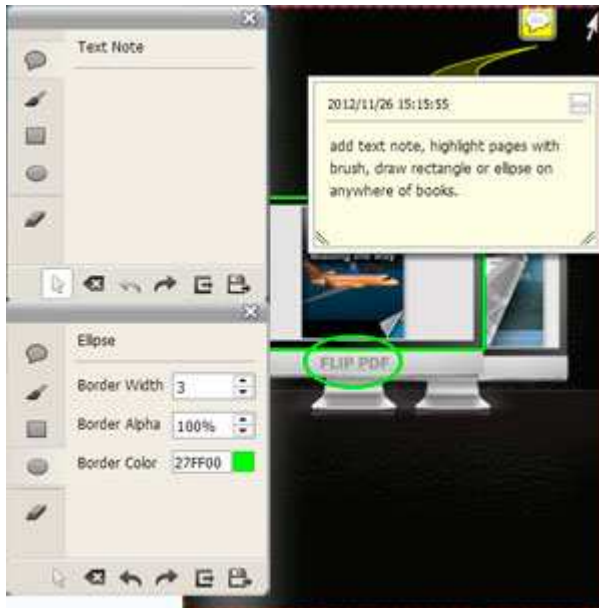 Text Note
2012/11/26 15:15:55
add text note, highlight pages with
brush, draw rectangle or ellipse on
anywhere of books.
FLIP PDF
Ellipse
Border Width 3
Border Alpha 100%
Border Color 27FF00